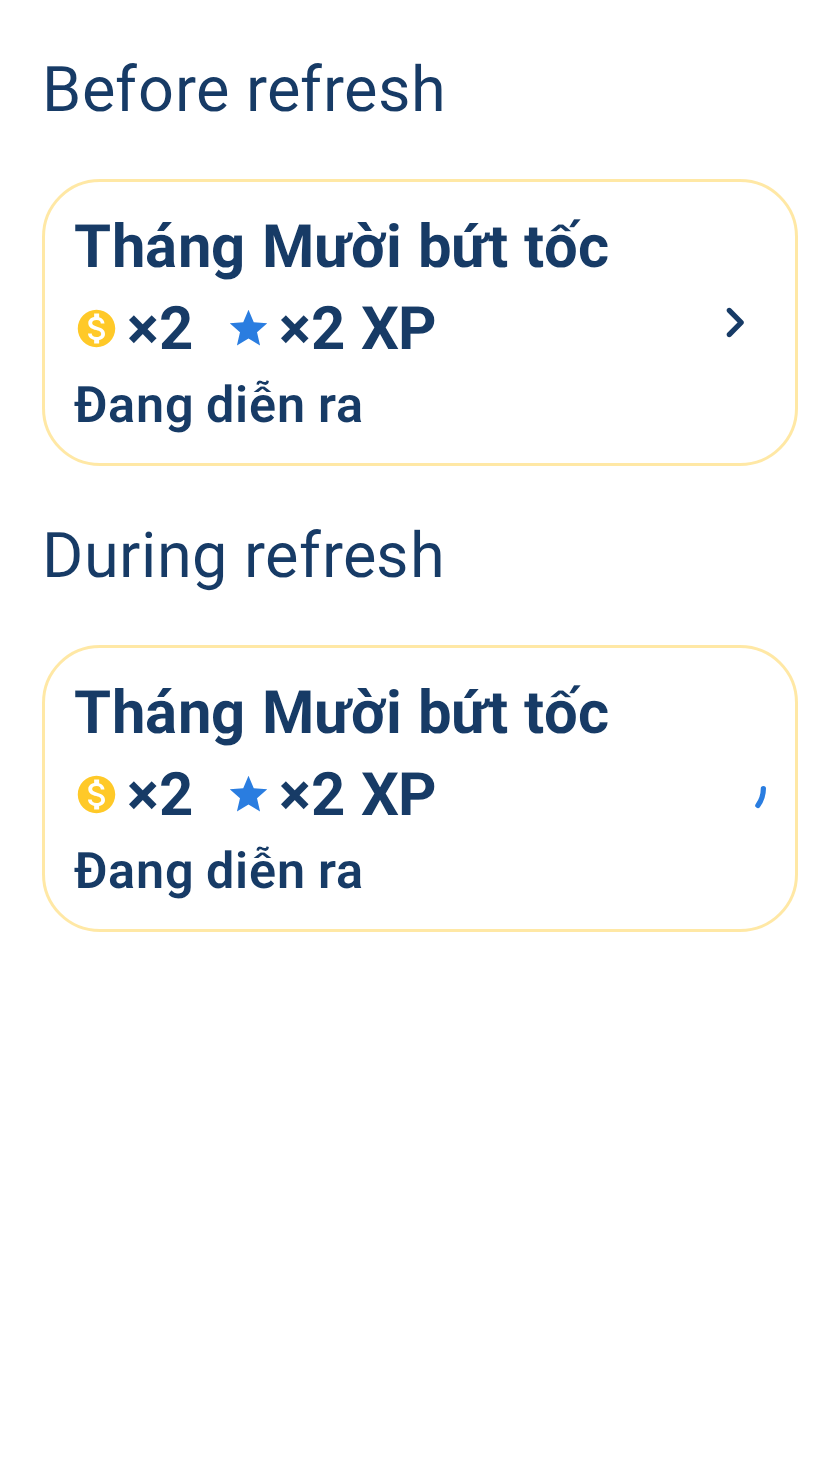 Before refresh
Tháng Mười bứt tốc
×2 ×2 XP
Đang diễn ra
During refresh
Tháng Mười bứt tốc
×2 ×2 XP
Đang diễn ra